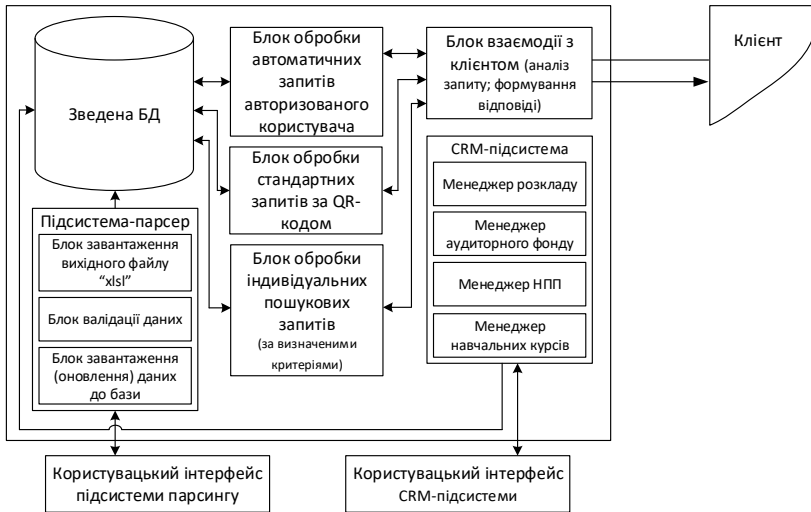 Зведена БД
Блок обробки
автоматичних
запитів
авторизованого
користувача
Блок взаємодії з
клієнтом (аналіз
запиту; формування
відповіді)
Клієнт
Блок обробки
стандартних
запитів за QR-
кодом
Блок обробки
індивідуальних
пошукових
запитів
(за визначеними
критеріями)
CRM-підсистема
Менеджер розкладу
Менеджер
аудиторного фонду
Менеджер НПП
Менеджер
навчальних курсів
Підсистема-парсер
Блок завантаження
вихідного файлу
“xlsl”
Блок валідації даних
Блок завантаження
(оновлення) даних
до бази
Користувацький інтерфейс
підсистеми парсингу
Користувацький інтерфейс
CRM-підсистеми